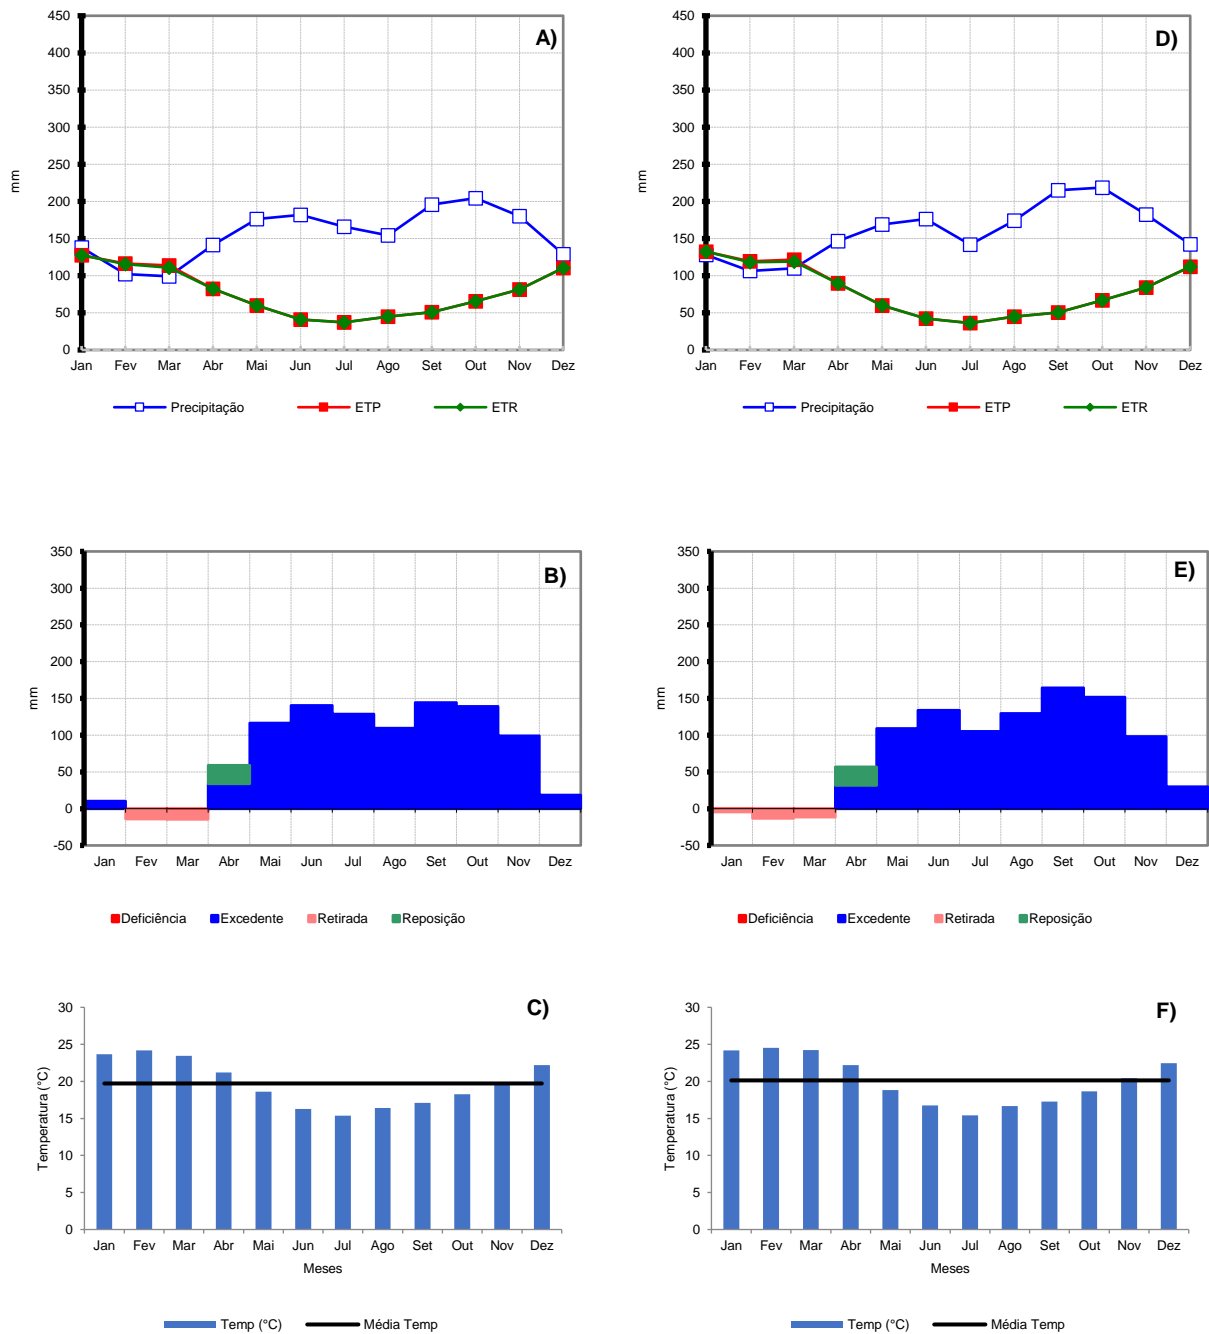 A)
450
400
350
300
250
200
150
100
50
0
mm
Jan Fev Mar Abr Mai Jun Jul Ago Set Out Nov Dez
Precipitação ETP ETR
D)
450
400
350
300
250
200
150
100
50
0
mm
Jan Fev Mar Abr Mai Jun Jul Ago Set Out Nov Dez
Precipitação ETP ETR
B)
350
300
250
200
150
100
50
0
-50
mm
Jan Fev Mar Abr Mai Jun Jul Ago Set Out Nov Dez
Deficiência Excedente Retirada Reposição
E)
350
300
250
200
150
100
50
0
-50
mm
Jan Fev Mar Abr Mai Jun Jul Ago Set Out Nov Dez
Deficiência Excedente Retirada Reposição
C)
30
25
20
15
10
5
0
Temperatura (°C)
Jan Fev Mar Abr Mai Jun Jul Ago Set Out Nov Dez
Meses
Temp (°C) Média Temp
F)
30
25
20
15
10
5
0
Temperatura (°C)
Jan Fev Mar Abr Mai Jun Jul Ago Set Out Nov Dez
Meses
Temp (°C) Média Temp